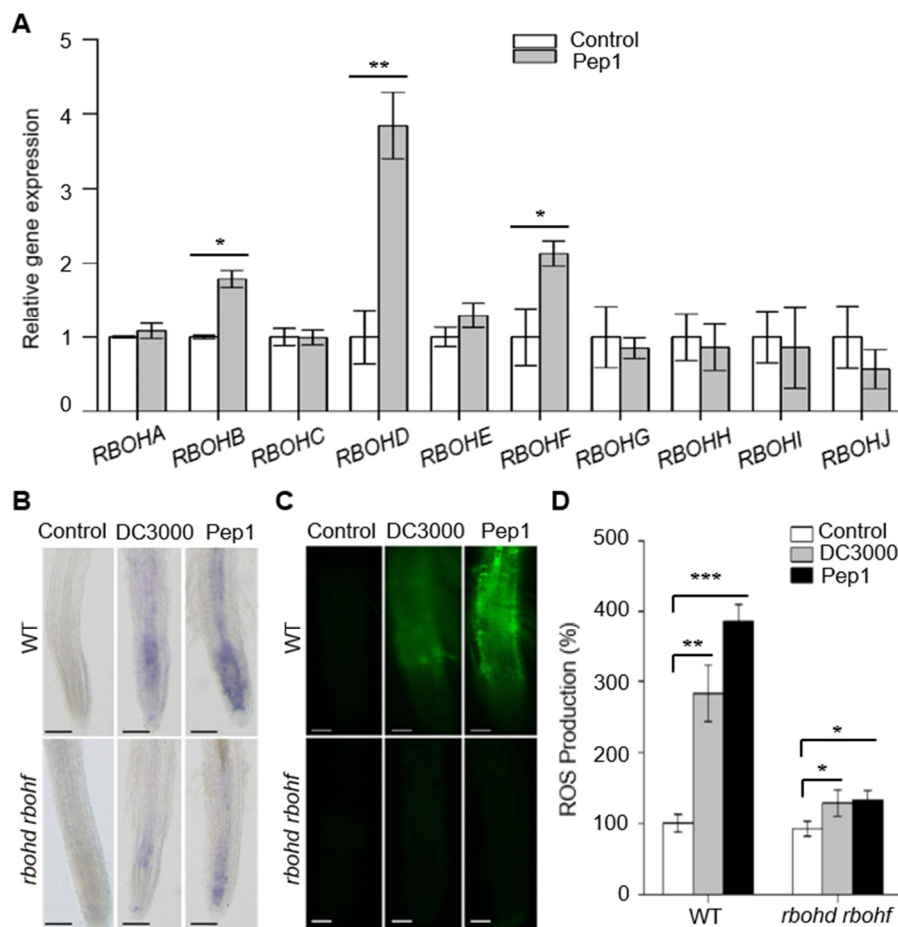 A
5
4
3
2
1
0
Relative gene expression
Control
Pep1
*
**
*
RBOHA
RBOHB
RBOHC
RBOHD
RBOHE
RBOHF
RBOHG
RBOHH
RBOHI
RBOHJ
B
Control DC3000 Pep1
WT
rbohd rbohf
C
Control DC3000 Pep1
WT
rbohd rbohf
D
Control
DC3000
Pep1
500
400
300
200
100
0
ROS Production (%)
***
**
*
*
WT
rbohd rbohf